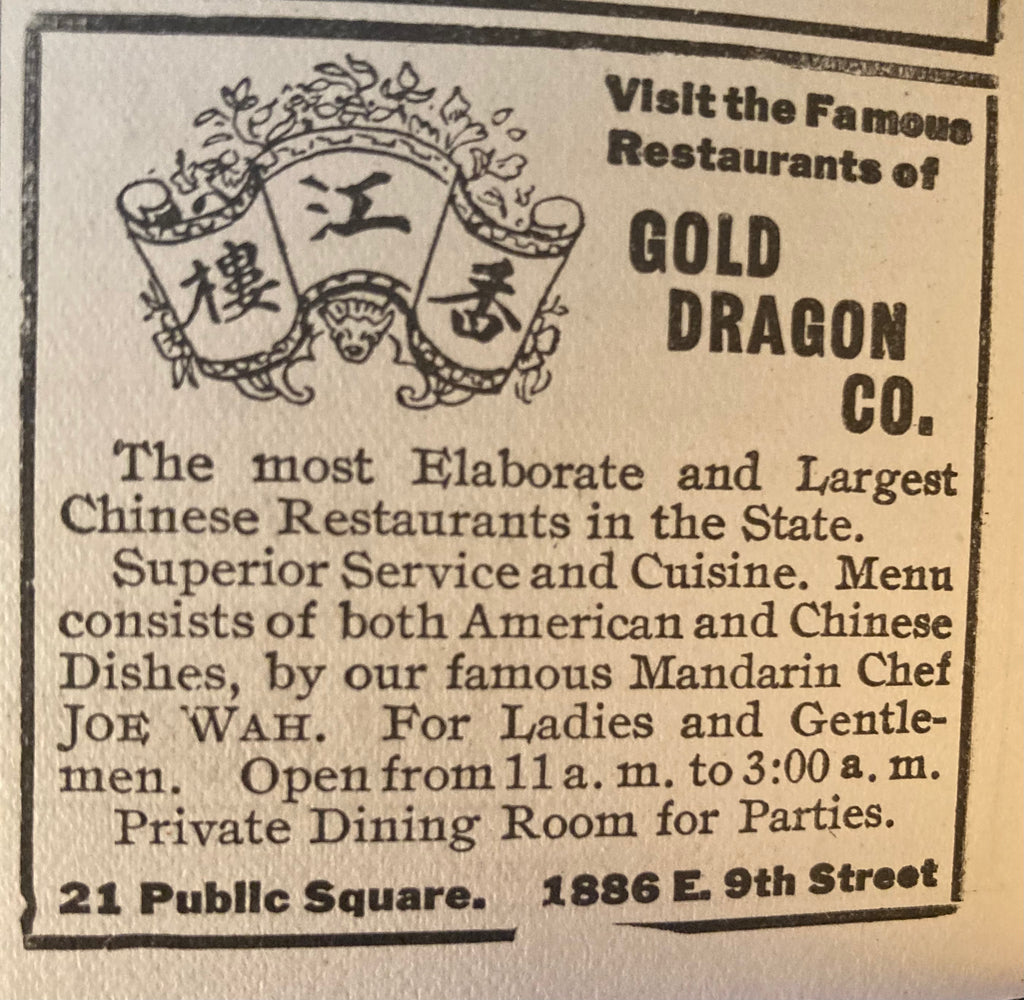 香江樓
Visit the Famous
Restaurants of
GOLD
DRAGON
CO.
The most Elaborate and Largest
Chinese Restaurants in the State.
Superior Service and Cuisine. Menu
consists of both American and Chinese
Dishes, by our famous Mandarin Chef
JOE WAH. For Ladies and Gentle-
men. Open from 11 a. m. to 3:00 a. m.
Private Dining Room for Parties.
21 Public Square. 1886 E. 9th Street